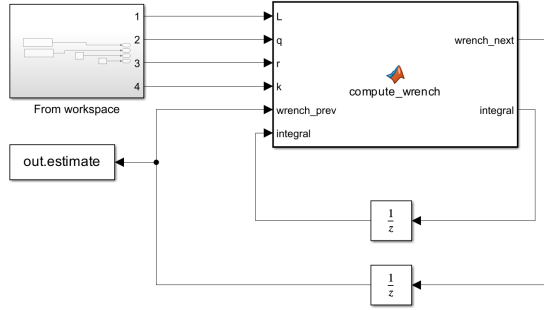 1
2
3
4
From workspace
L
q
r
k
wrench_prev
integral
compute_wrench
wrench_next
integral
out.estimate
1
z
1
z